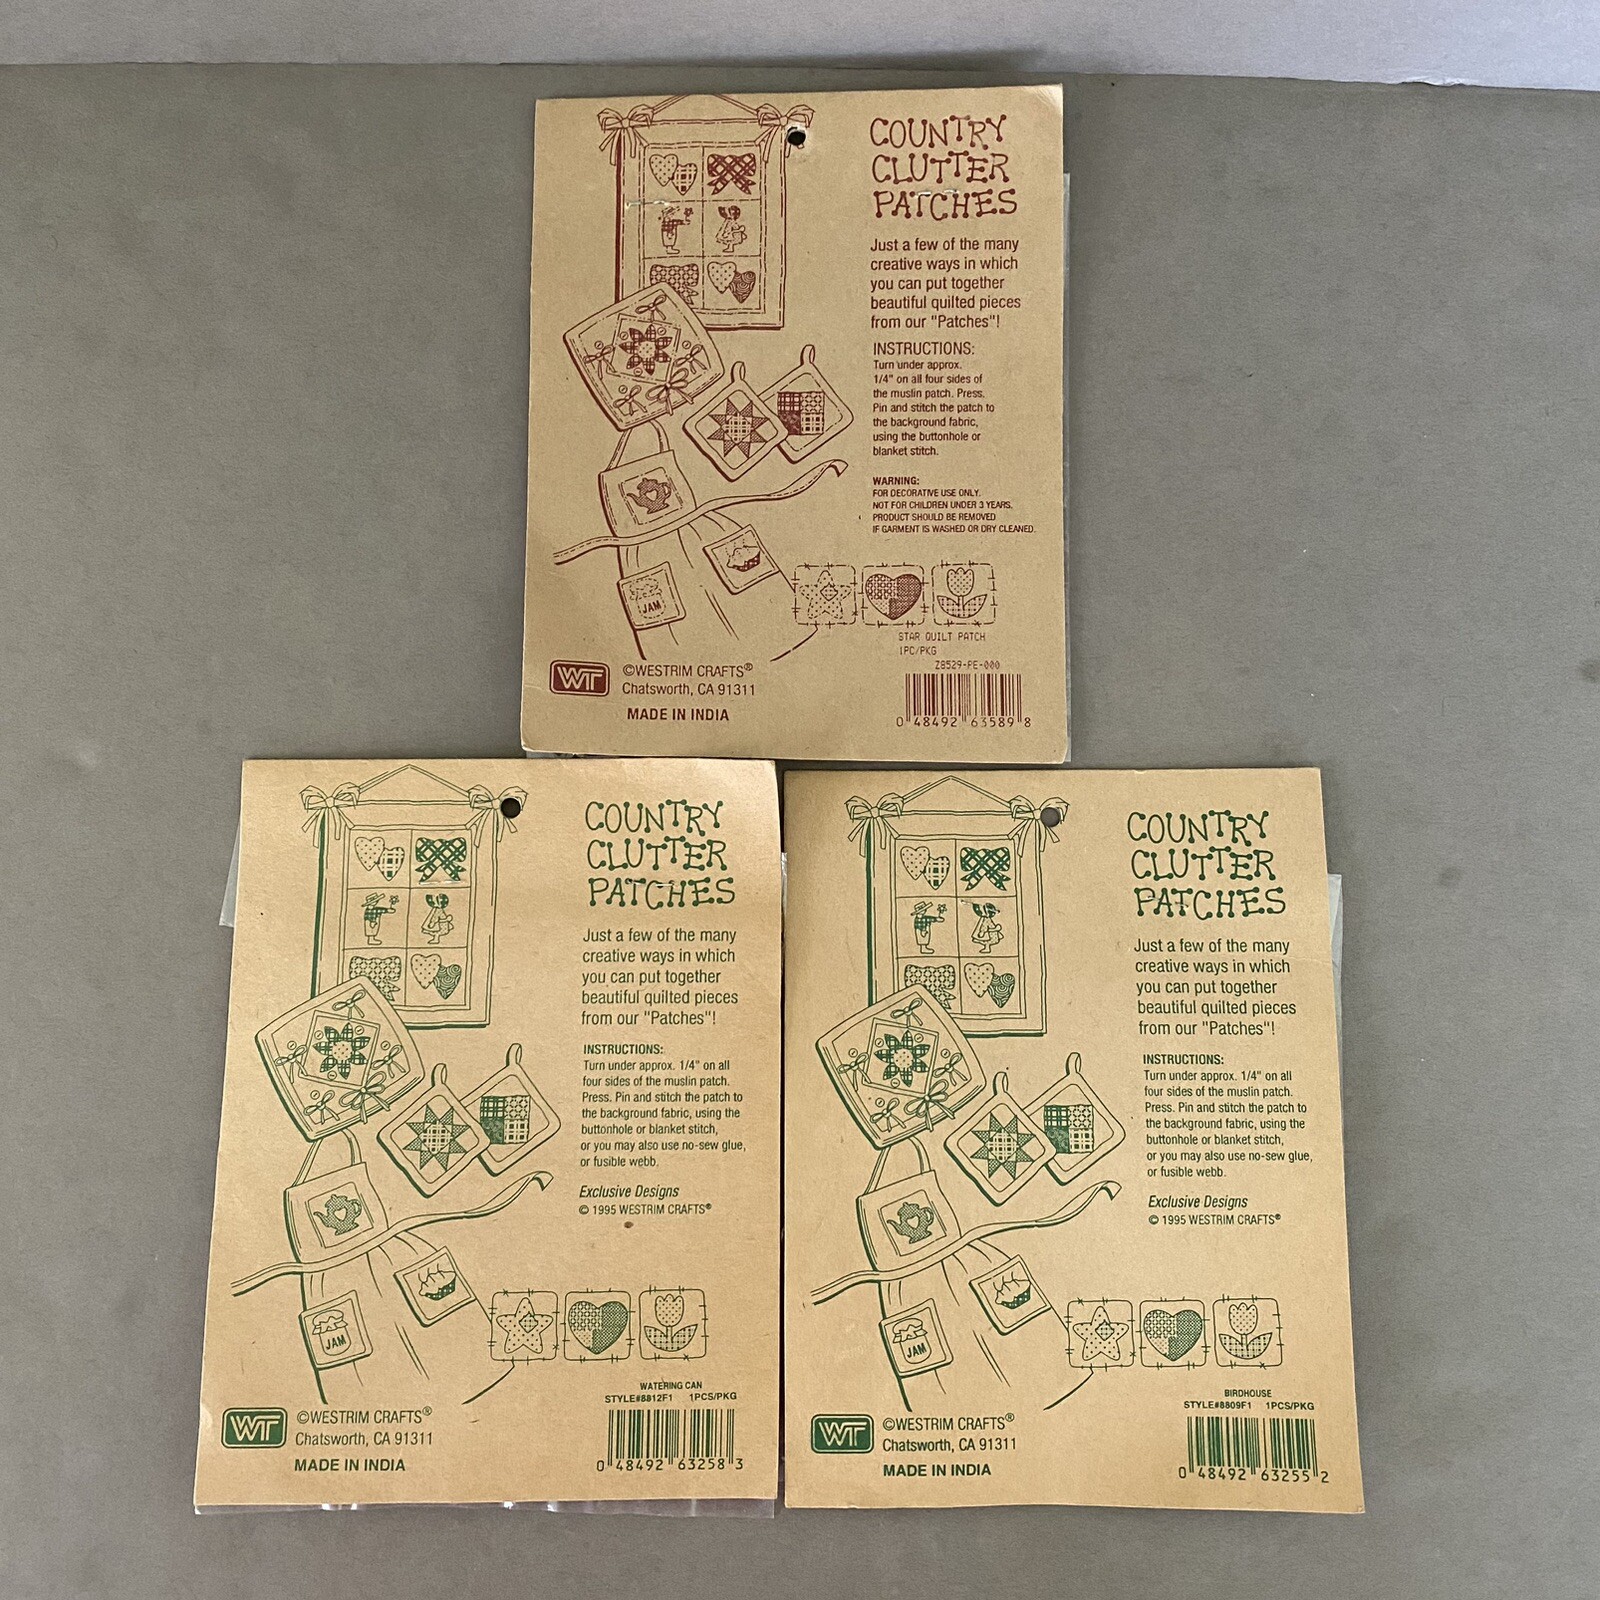 COUNTRY
CLUTTER
PATCHES
Just a few of the many
creative ways in which
you can put together
beautiful quilted pieces
from our "Patches"!
INSTRUCTIONS:
Turn under approx.
1/4" on all four sides of
the muslin patch. Press.
Pin and stitch the patch to
the background fabric,
using the buttonhole or
blanket stitch.
WARNING:
FOR DECORATIVE USE ONLY.
NOT FOR CHILDREN UNDER 3 YEARS.
PRODUCT SHOULD BE REMOVED
IF GARMENT IS WASHED OR DRY CLEANED.
JAM
STAR QUILT PATCH
1PC/PKG
Z8529-PE-000
0 48492 63589 8
WT
©WESTRIM CRAFTS®
Chatsworth, CA 91311
MADE IN INDIA
COUNTRY
CLUTTER
PATCHES
Just a few of the many
creative ways in which
you can put together
beautiful quilted pieces
from our "Patches"!
INSTRUCTIONS:
Turn under approx. 1/4" on all
four sides of the muslin patch.
Press. Pin and stitch the patch to
the background fabric, using the
buttonhole or blanket stitch,
or you may also use no-sew glue,
or fusible webb.
Exclusive Designs
© 1995 WESTRIM CRAFTS®
JAM
WATERING CAN
STYLE#8812F1 1PCS/PKG
0 48492 63258 3
WT
©WESTRIM CRAFTS®
Chatsworth, CA 91311
MADE IN INDIA
COUNTRY
CLUTTER
PATCHES
Just a few of the many
creative ways in which
you can put together
beautiful quilted pieces
from our "Patches"!
INSTRUCTIONS:
Turn under approx. 1/4" on all
four sides of the muslin patch.
Press. Pin and stitch the patch to
the background fabric, using the
buttonhole or blanket stitch,
or you may also use no-sew glue,
or fusible webb.
Exclusive Designs
© 1995 WESTRIM CRAFTS®
JAM
BIRDHOUSE
STYLE#8809F1 1PCS/PKG
0 48492 63255 2
WT
©WESTRIM CRAFTS®
Chatsworth, CA 91311
MADE IN INDIA